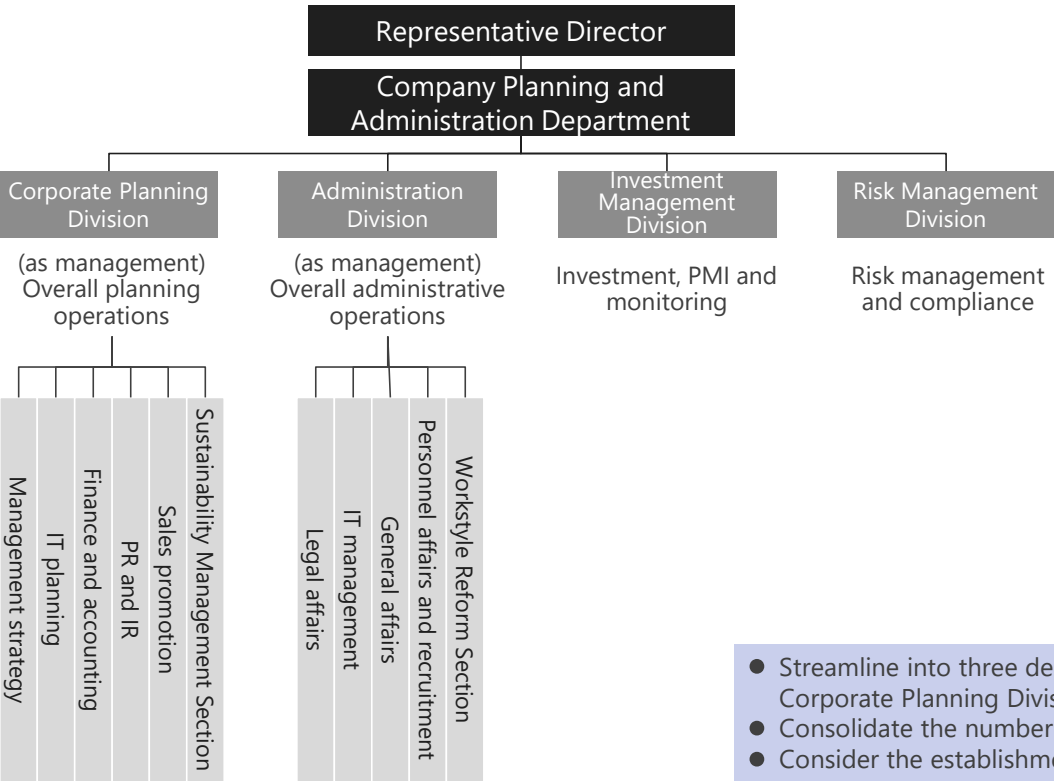 Representative Director
Company Planning and
Administration Department
Corporate Planning
Division
Administration
Division
Investment
Management
Division
Risk Management
Division
(as management)
Overall planning
operations
(as management)
Overall administrative
operations
Investment, PMI and
monitoring
Risk management
and compliance
Management strategy
IT planning
Finance and accounting
PR and IR
Sales promotion
Sustainability Management Section
Legal affairs
IT management
General affairs
Personnel affairs and recruitment
Workstyle Reform Section
● Streamline into three
Corporate Planning
● Consolidate the number
● Consider the